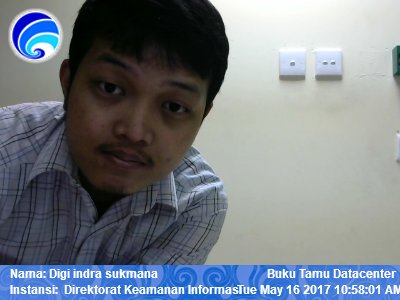 Nama: Digi indra sukmana Buku Tamu Datacenter
Instansi: Direktorat Keamanan Informas Tue May 16 2017 10:58:01 AM